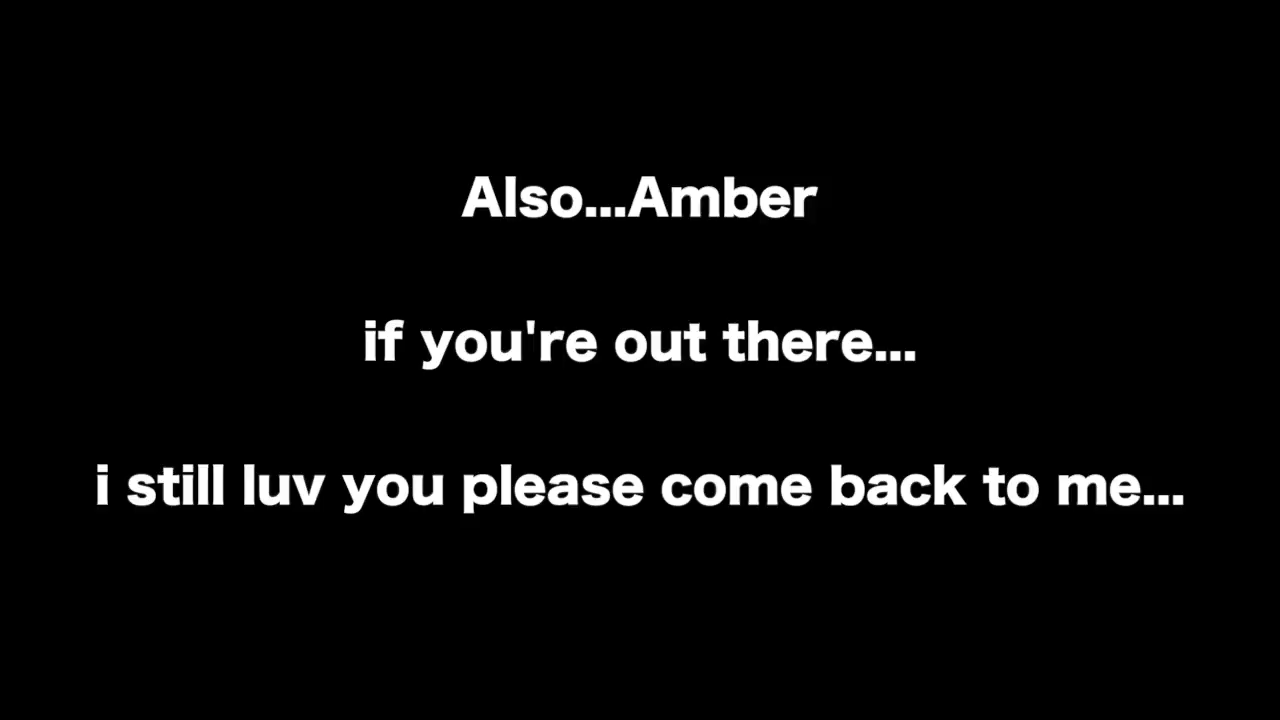 Also...Amber
if you're out there...
i still luv you please come back to me...